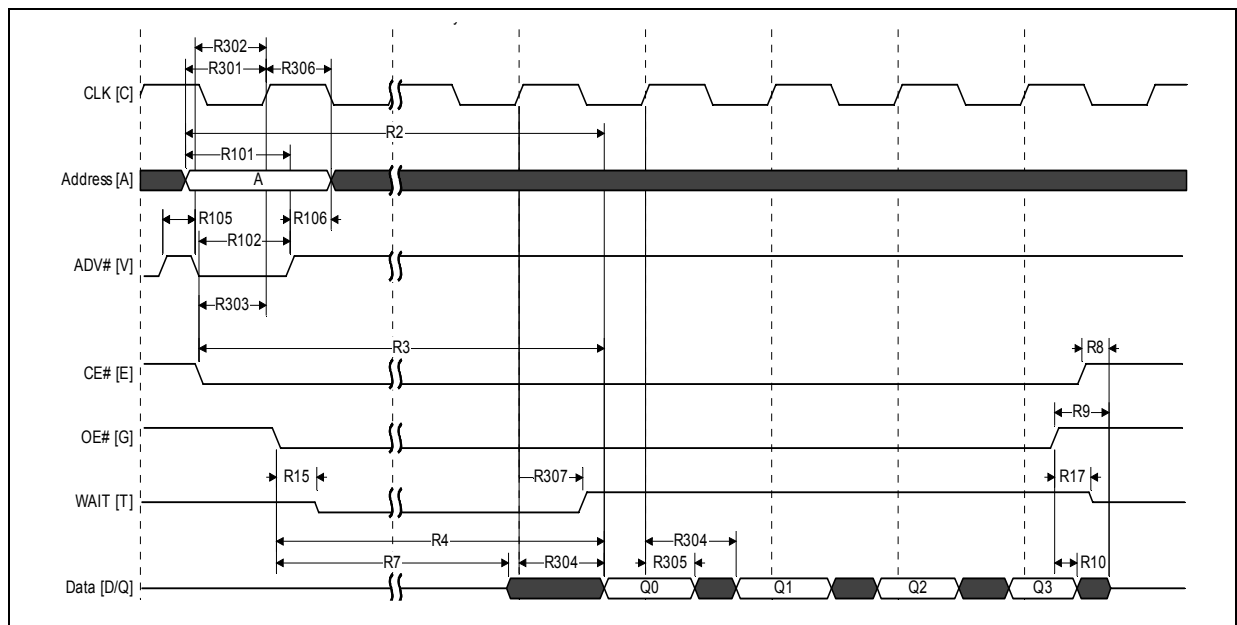 R302
R301 R306
CLK [C]
R2
R101
Address [A] A
R105 R106
R102
ADV# [V]
R303
R3 R8
CE# [E]
R9
OE# [G]
R15 R307 R17
WAIT [T]
R4 R304
R7 R304 R305 R10
Data [D/Q] Q0 Q1 Q2 Q3